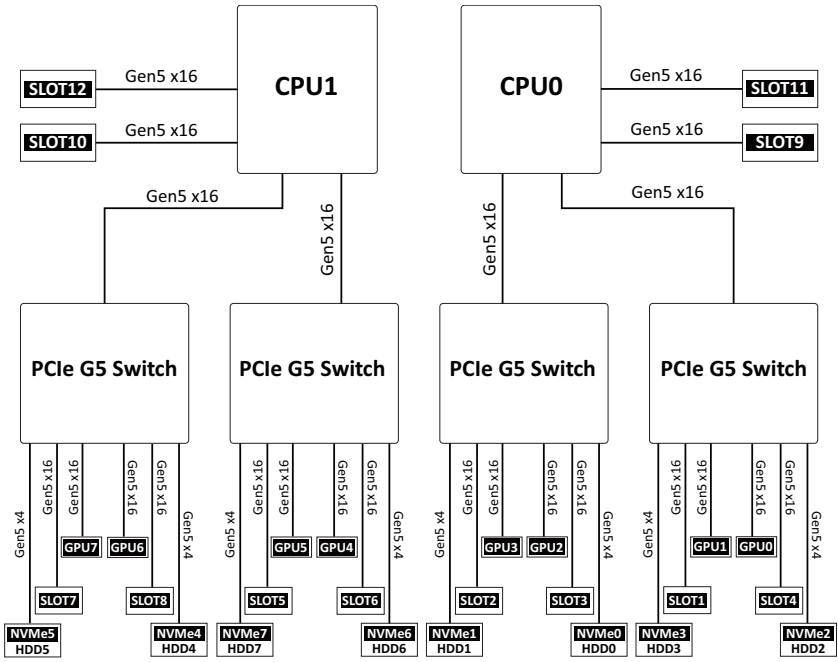 CPU1
CPU0
Gen5 x16
SLOT12
Gen5 x16
SLOT11
Gen5 x16
SLOT10
Gen5 x16
SLOT9
Gen5 x16
Gen5 x16
Gen5 x16
Gen5 x16
PCIe G5 Switch
PCIe G5 Switch
PCIe G5 Switch
PCIe G5 Switch
Gen5 x4
Gen5 x16
Gen5 x16
Gen5 x16
Gen5 x16
Gen5 x4
Gen5 x4
Gen5 x16
Gen5 x16
Gen5 x16
Gen5 x16
Gen5 x4
Gen5 x4
Gen5 x16
Gen5 x16
Gen5 x16
Gen5 x16
Gen5 x4
Gen5 x4
Gen5 x16
Gen5 x16
Gen5 x16
Gen5 x16
Gen5 x4
GPU7
GPU6
GPU5
GPU4
GPU3
GPU2
GPU1
GPU0
SLOT7
SLOT8
SLOT5
SLOT6
SLOT2
SLOT3
SLOT1
SLOT4
NVMe5
HDD5
NVMe4
HDD4
NVMe7
HDD7
NVMe6
HDD6
NVMe1
HDD1
NVMe0
HDD0
NVMe3
HDD3
NVMe2
HDD2